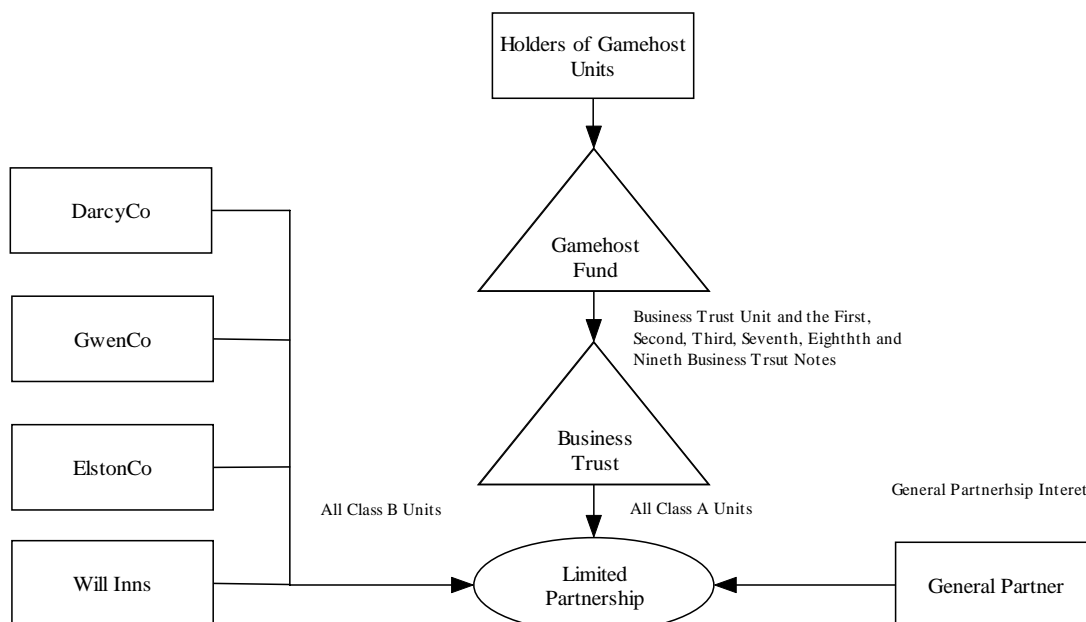 Holders of Gamehost
Units
DarcyCo
Gamehost
Fund
GwenCo
Business Trust Unit and the First,
Second, Third, Seventh, Eighthth and
Nineth Business Trsut Notes
Business
Trust
ElstonCo
General Partnerhsip Interet
All Class B Units
All Class A Units
Will Inns
Limited
Partnership
General Partner